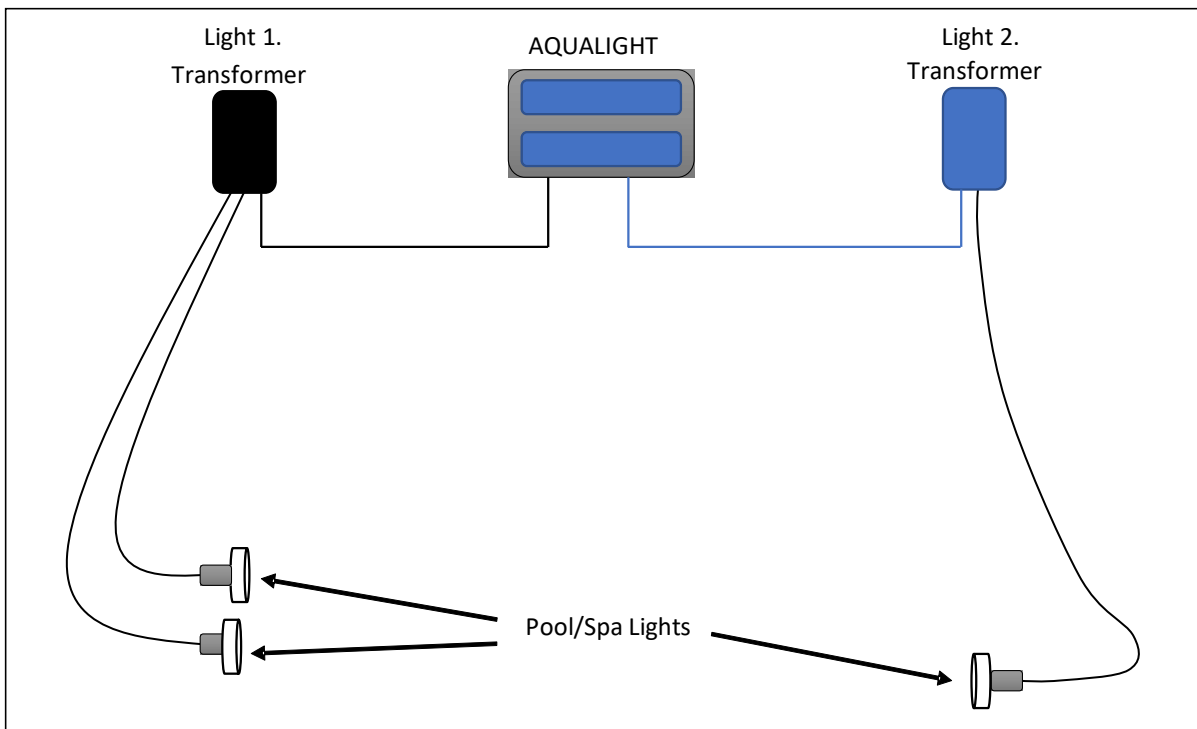 Light 1.
Transformer
AQUALIGHT
Light 2.
Transformer
Pool/Spa Lights